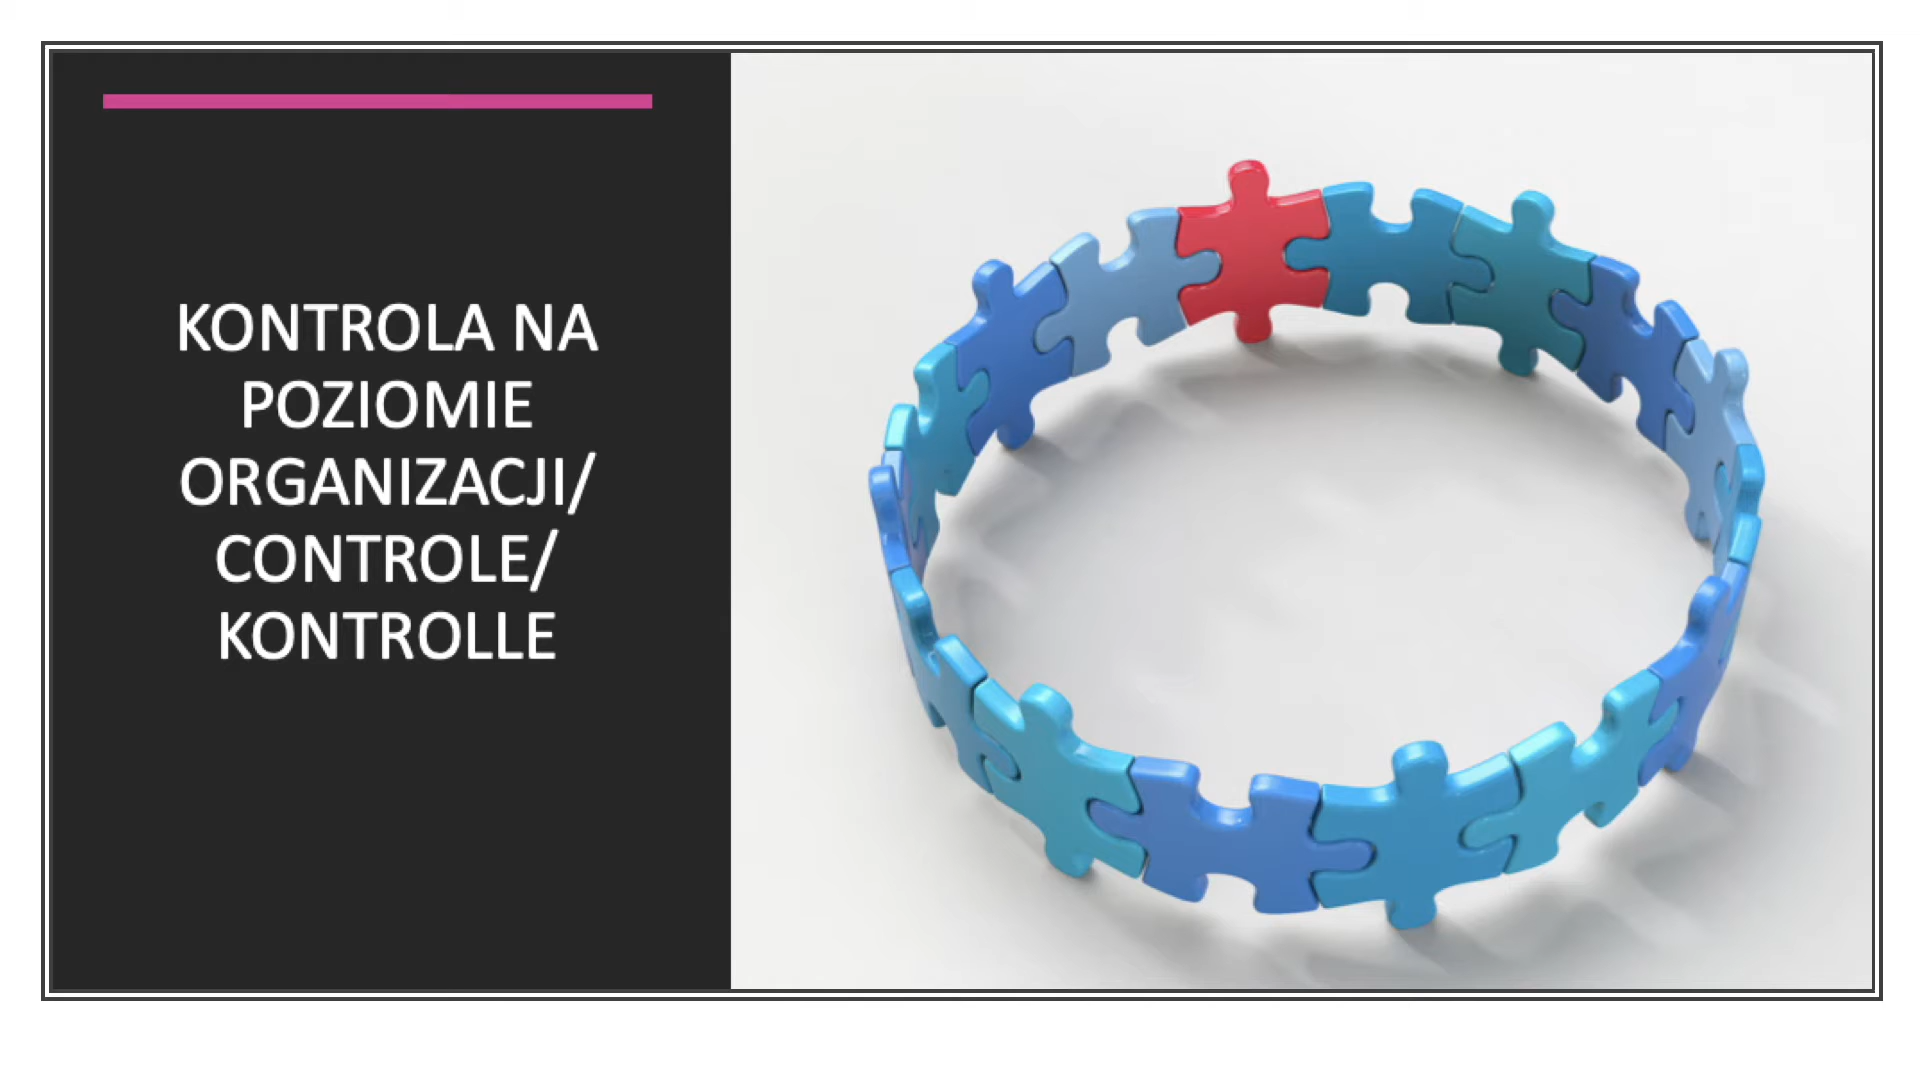 KONTROLA NA
POZIOMIE
ORGANIZACJI/
CONTROLE/
KONTROLLE